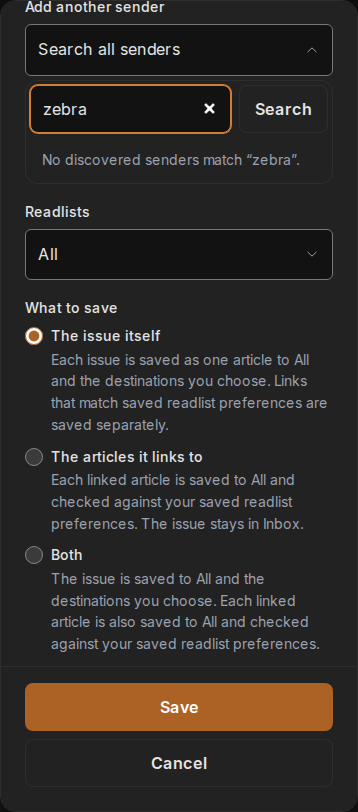 Add another sender
Search all senders
zebra
Search
No discovered senders match “zebra”.
Readlists
All
What to save
The issue itself
Each issue is saved as one article to All
and the destinations you choose. Links
that match saved readlist preferences are
saved separately.
The articles it links to
Each linked article is saved to All and
checked against your saved readlist
preferences. The issue stays in Inbox.
Both
The issue is saved to All and the
destinations you choose. Each linked
article is also saved to All and checked
against your saved readlist preferences.
Save
Cancel